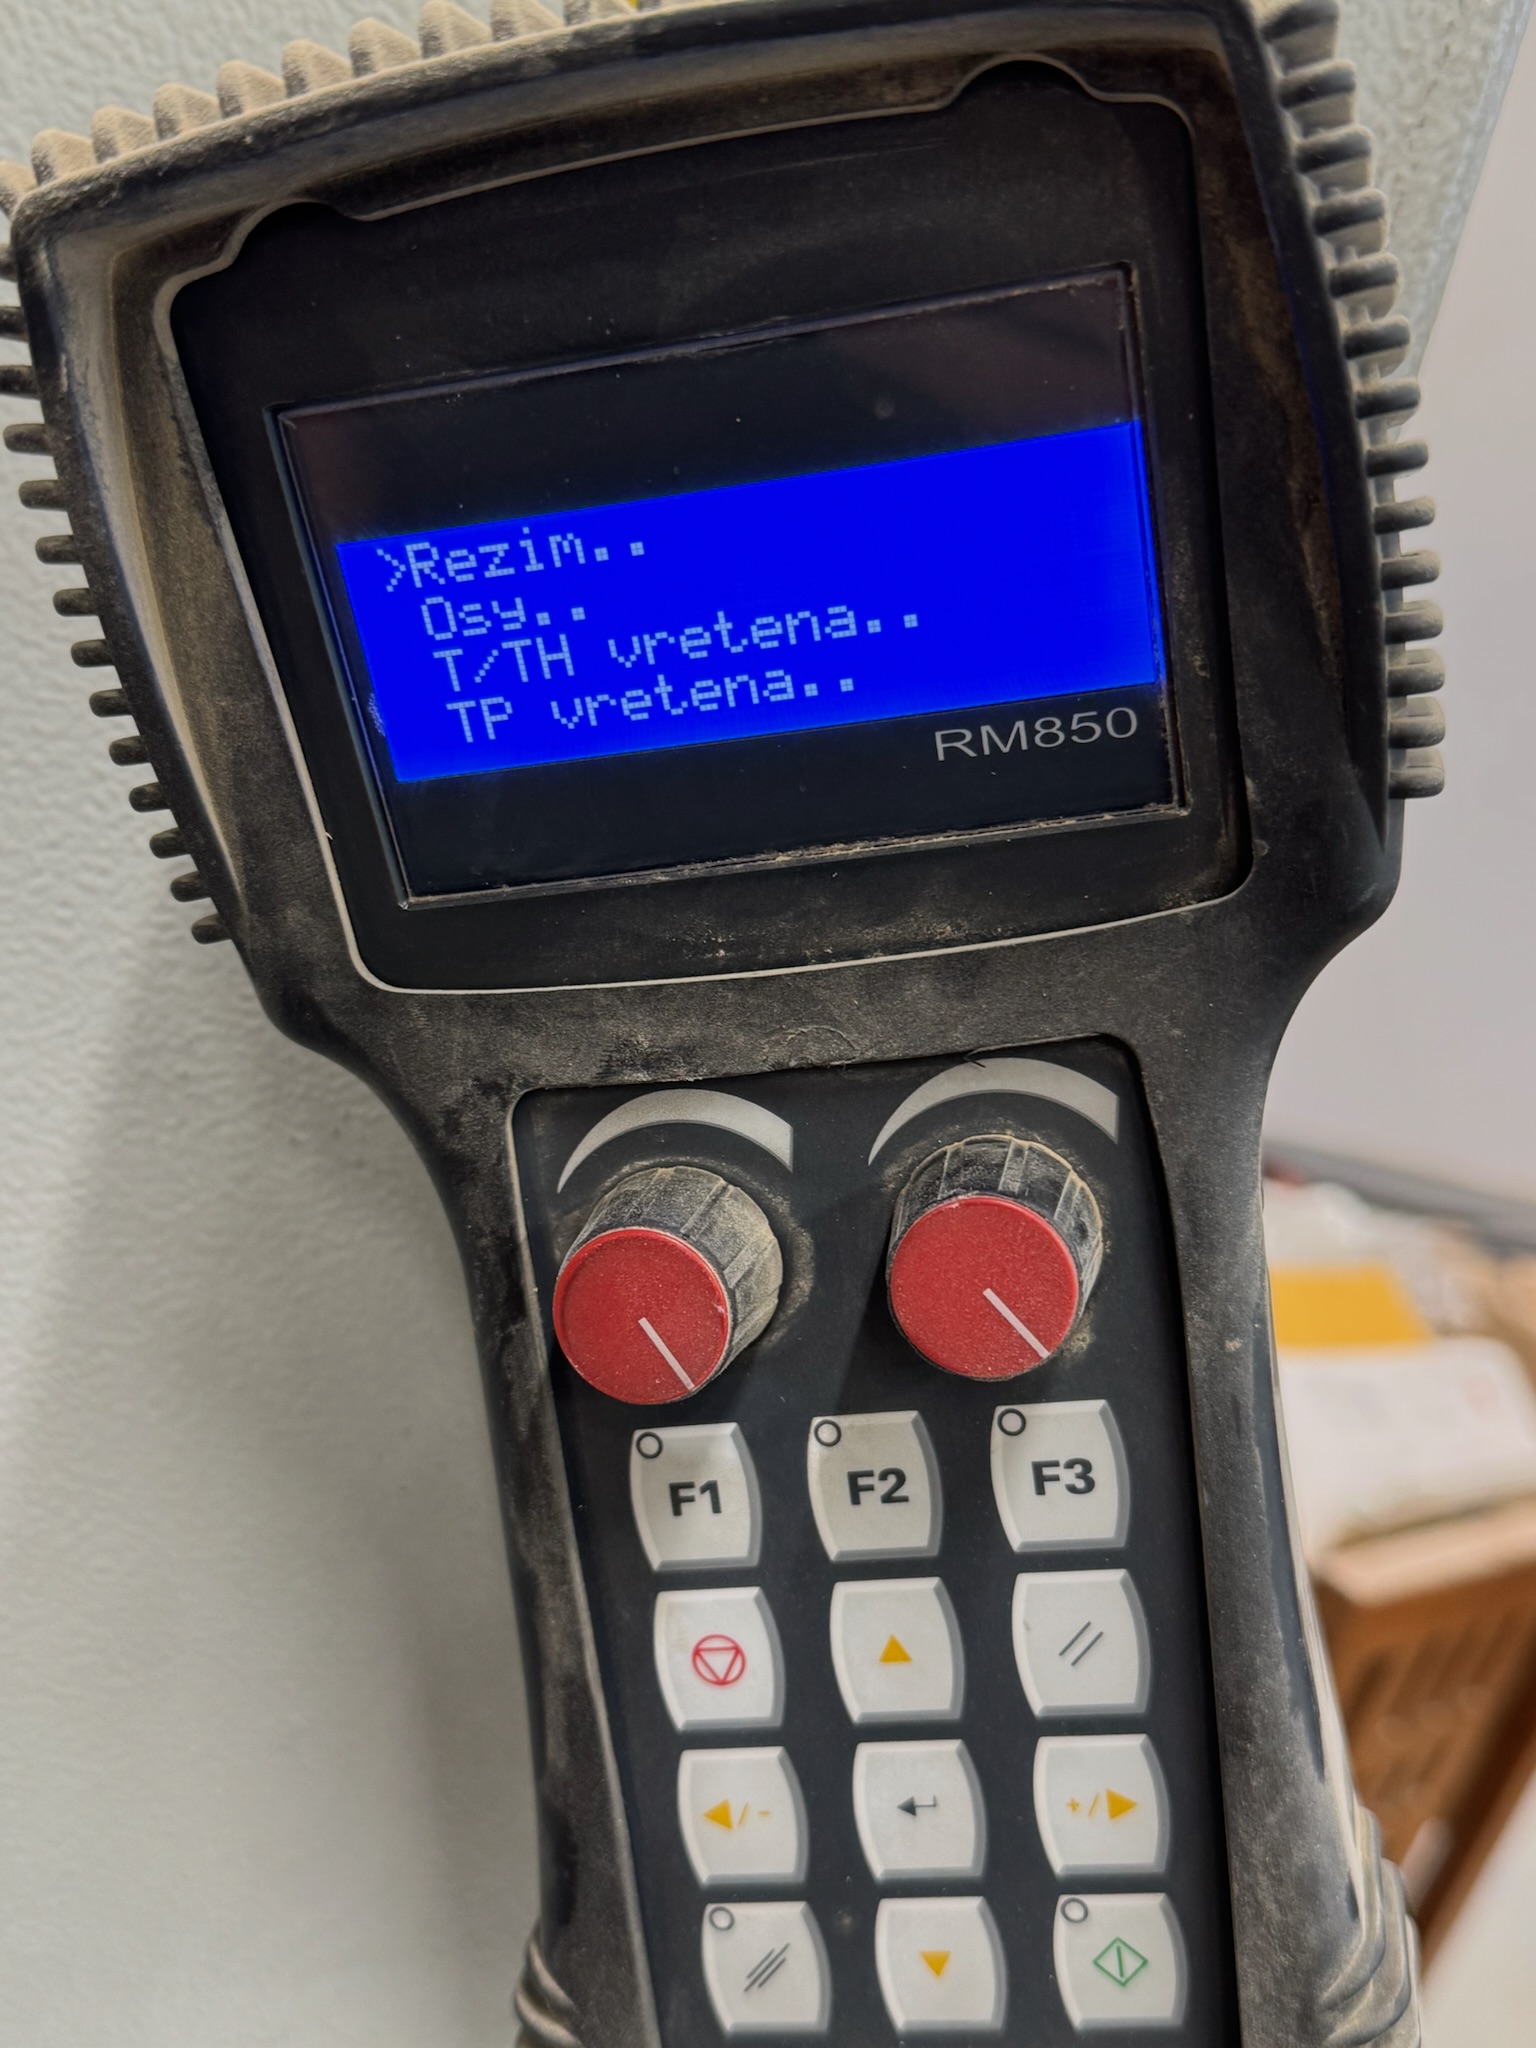 >Rezim..
Osy..
T/TH vretena..
TP vretena..
RM850
F1 F2 F3
/ -
+ /